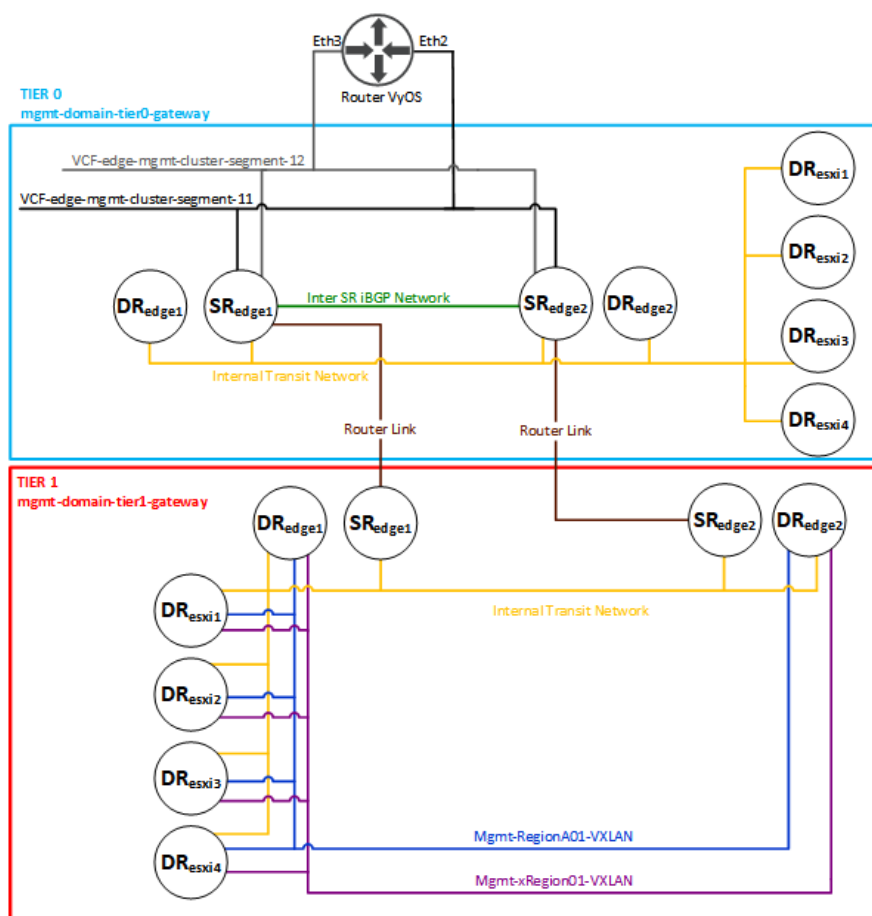 Eth3
Eth2
Router VyOS
TIER 0
mgmt-domain-tier0-gateway
VCF-edge-mgmt-cluster-segment-12
DResxi1
VCF-edge-mgmt-cluster-segment-11
DResxi2
DRedge1
SRedge1
Inter SR iBGP Network
SRedge2
DRedge2
DResxi3
Internal Transit Network
DResxi4
Router Link
Router Link
TIER 1
mgmt-domain-tier1-gateway
DRedge1
SRedge1
SRedge2
DRedge2
DResxi1
Internal Transit Network
DResxi2
DResxi3
Mgmt-RegionA01-VXLAN
DResxi4
Mgmt-xRegion01-VXLAN